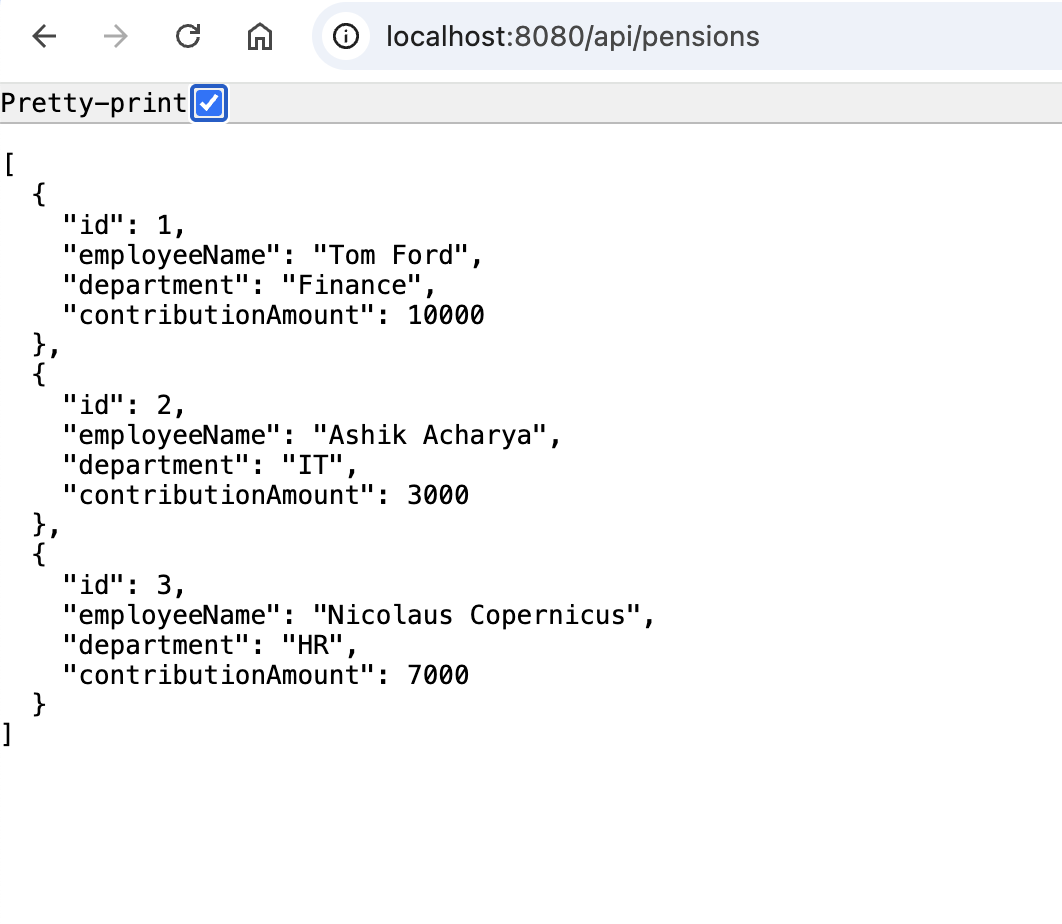 localhost:8080/api/pensions
Pretty-print
[
  {
    "id": 1,
    "employeeName": "Tom Ford",
    "department": "Finance",
    "contributionAmount": 10000
  },
  {
    "id": 2,
    "employeeName": "Ashik Acharya",
    "department": "IT",
    "contributionAmount": 3000
  },
  {
    "id": 3,
    "employeeName": "Nicolaus Copernicus",
    "department": "HR",
    "contributionAmount": 7000
  }
]